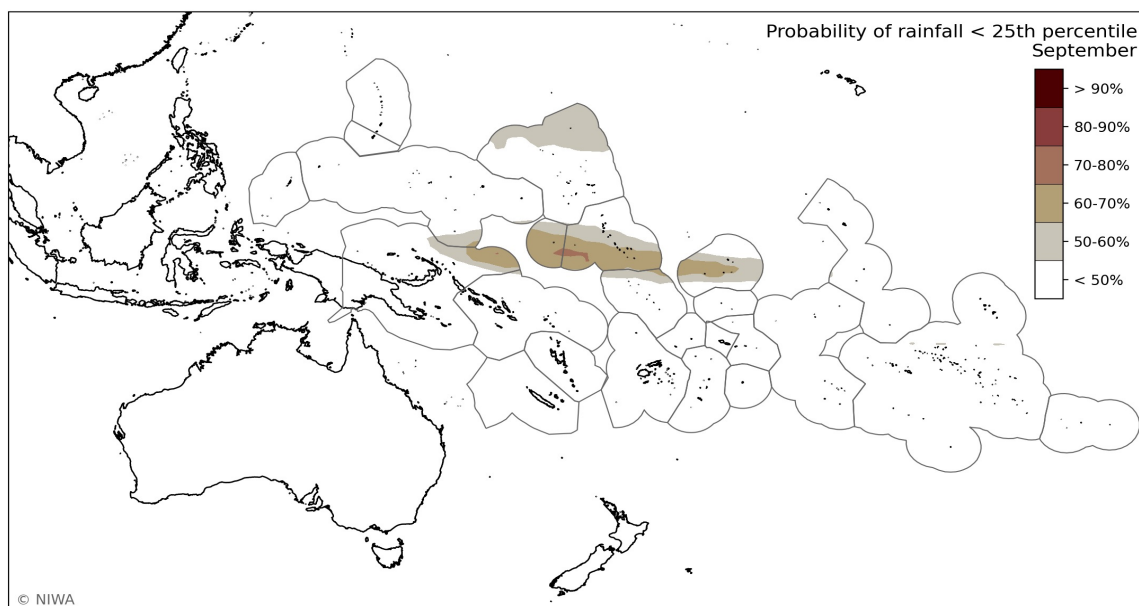 Probability of rainfall < 25th percentile
September
> 90%
80-90%
70-80%
60-70%
50-60%
< 50%
© NIWA